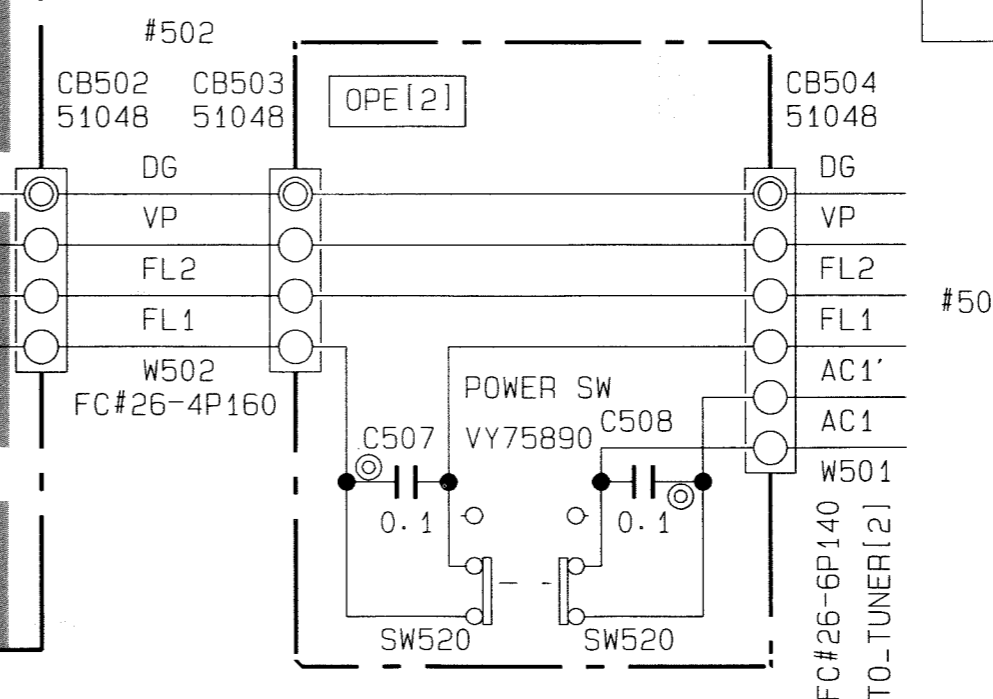 #502
CB502 CB503
51048 51048
OPE[2]
CB504
51048
DG
VP
FL2
FL1
W502
FC#26-4P160
DG
VP
FL2
FL1
AC1'
AC1
W501
#50
POWER SW
VY75890
C507
0.1
C508
0.1
SW520
SW520
FC#26-6P140
TO_TUNER[2]